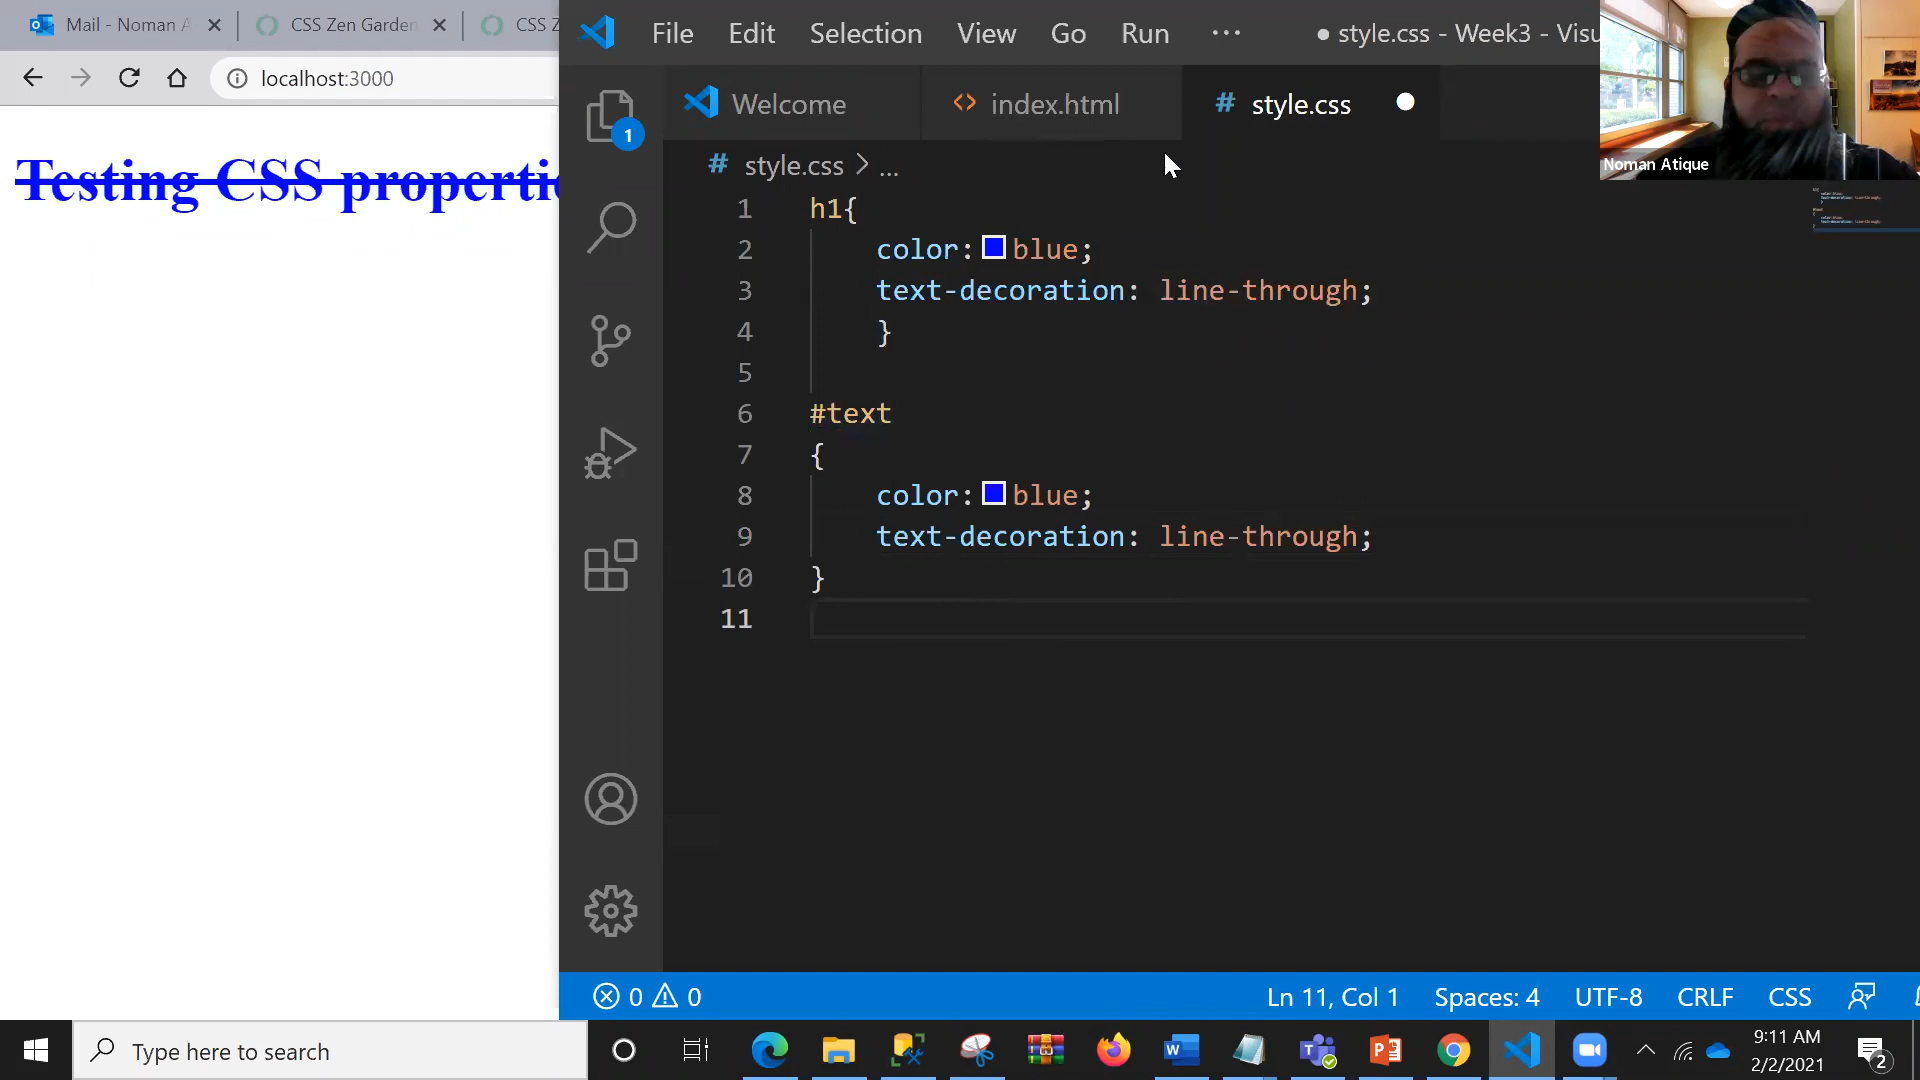 Mail - Noman A
CSS Zen Garden
CSS Z
localhost:3000
Testing CSS propertie
File Edit Selection View Go Run ···
● style.css - Week3 - Visu
1
Welcome
index.html
# style.css
# style.css > ...
1 h1{
2 color: blue;
3 text-decoration: line-through;
4 }
5
6 #text
7 {
8 color: blue;
9 text-decoration: line-through;
10 }
11
Noman Atique
0 0
Ln 11, Col 1 Spaces: 4 UTF-8 CRLF CSS
Type here to search
9:11 AM
2/2/2021
2